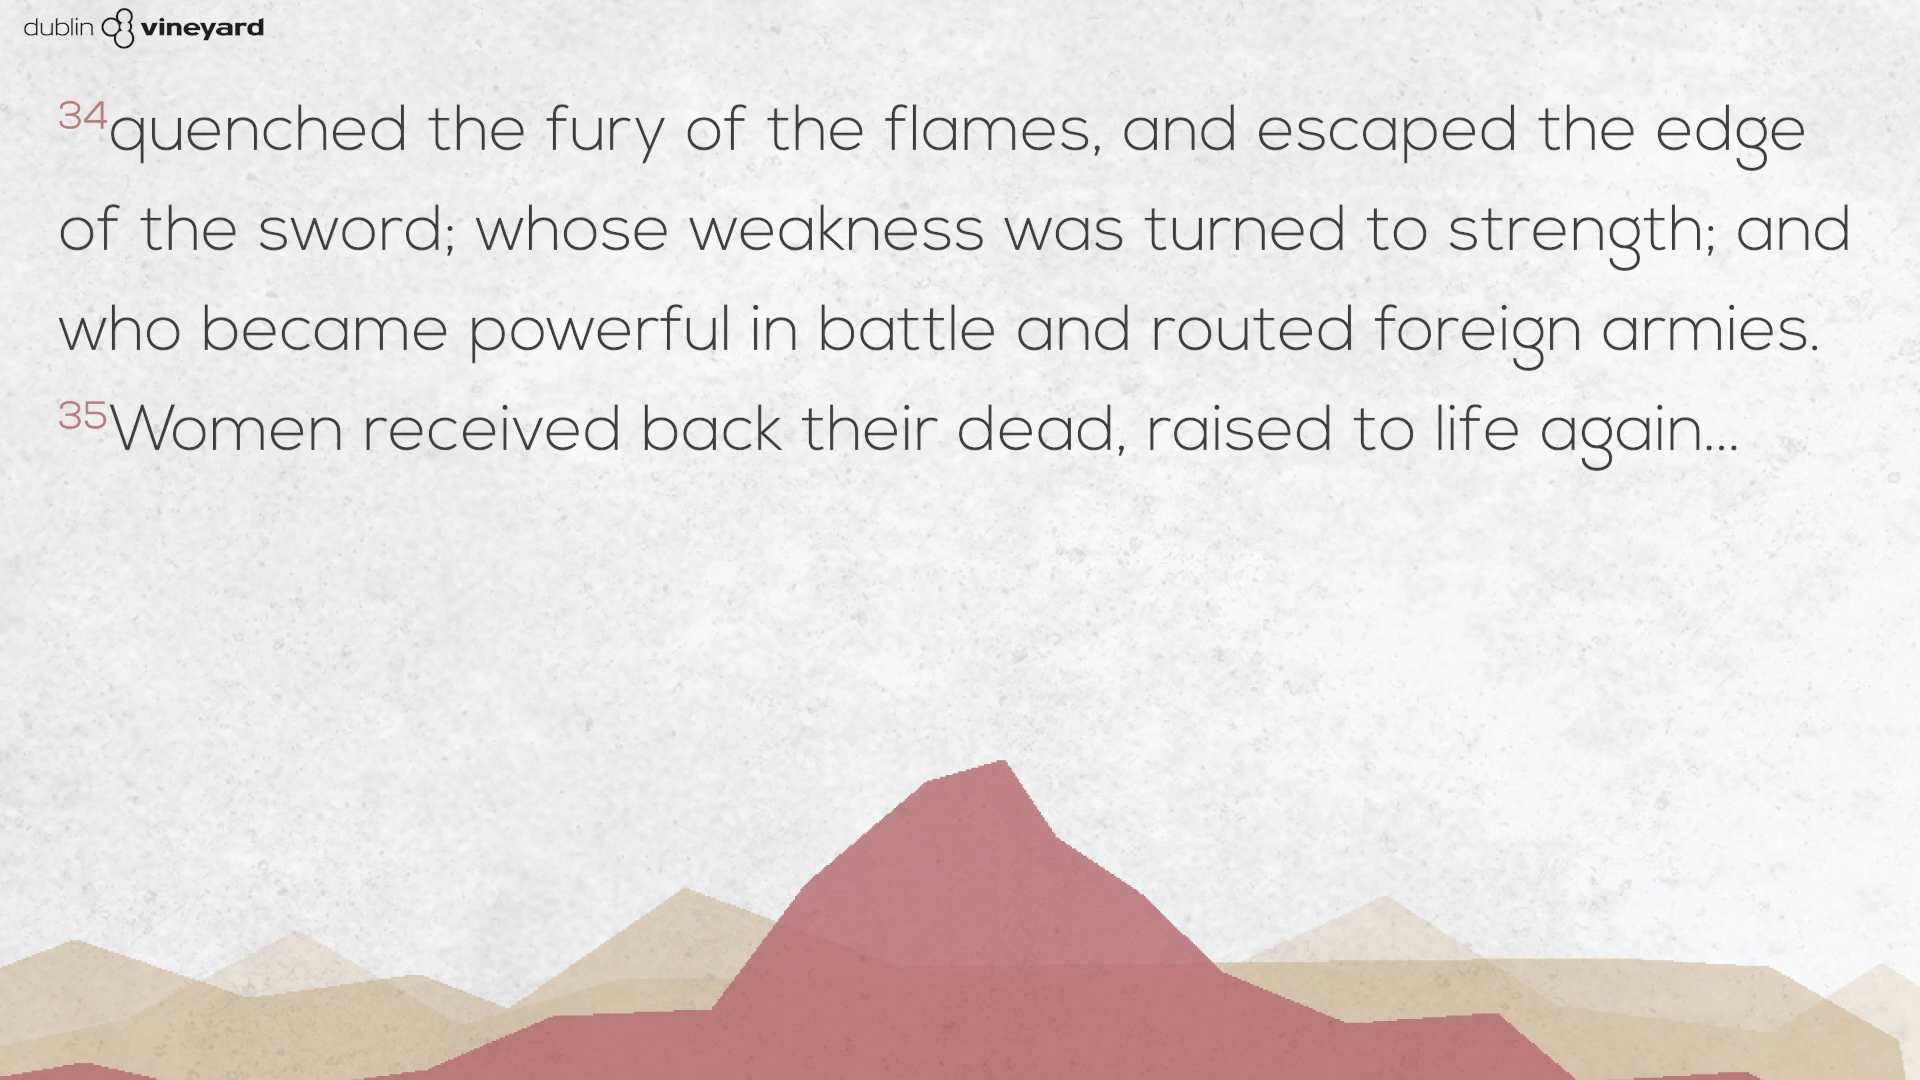 dublin vineyard
34quenched the fury of the flames, and escaped the edge
of the sword; whose weakness was turned to strength; and
who became powerful in battle and routed foreign armies.
35Women received back their dead, raised to life again...